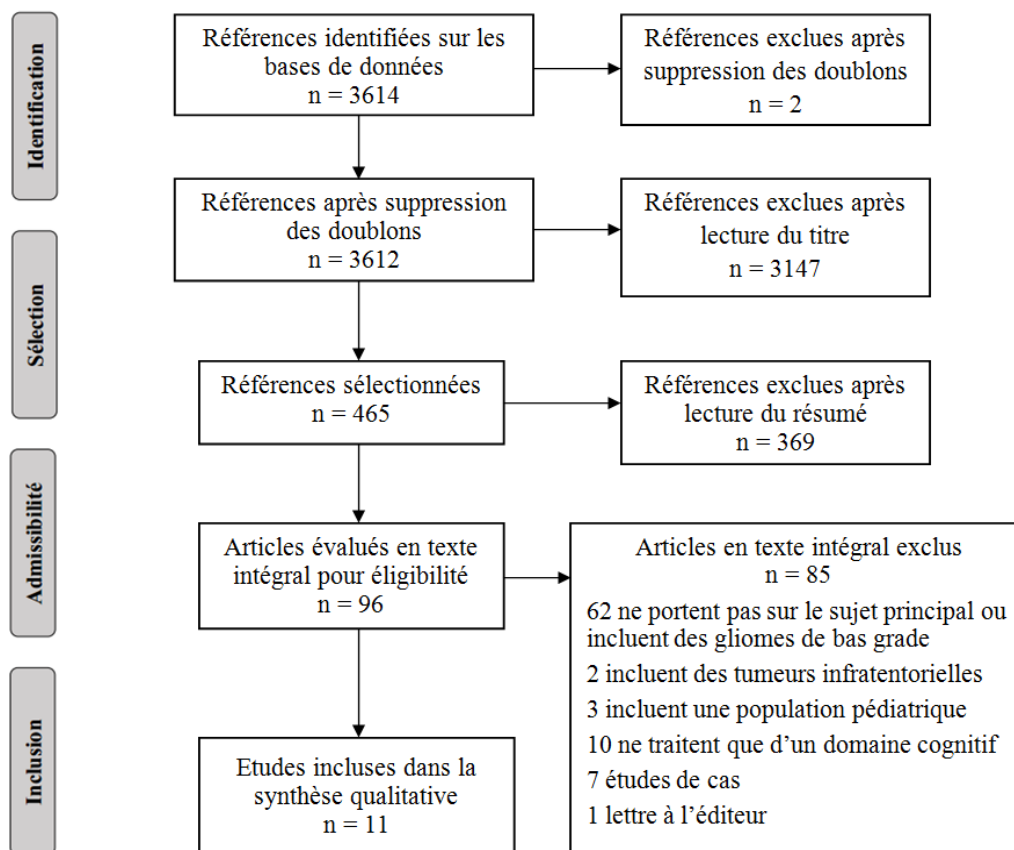 Identification
Références identifiées sur les
bases de données
n = 3614
Références exclues après
suppression des doublons
n = 2
Références après suppression
des doublons
n = 3612
Références exclues après
lecture du titre
n = 3147
Sélection
Références sélectionnées
n = 465
Références exclues après
lecture du résumé
n = 369
Admissibilité
Articles évalués en texte
intégral pour éligibilité
n = 96
Articles en texte intégral exclus
n = 85
62 ne portent pas sur le sujet principal ou
incluent des gliomes de bas grade
2 incluent des tumeurs infratentorielles
3 incluent une population pédiatrique
10 ne traitent que d’un domaine cognitif
7 études de cas
1 lettre à l’éditeur
Inclusion
Etudes incluses dans la
synthèse qualitative
n = 11